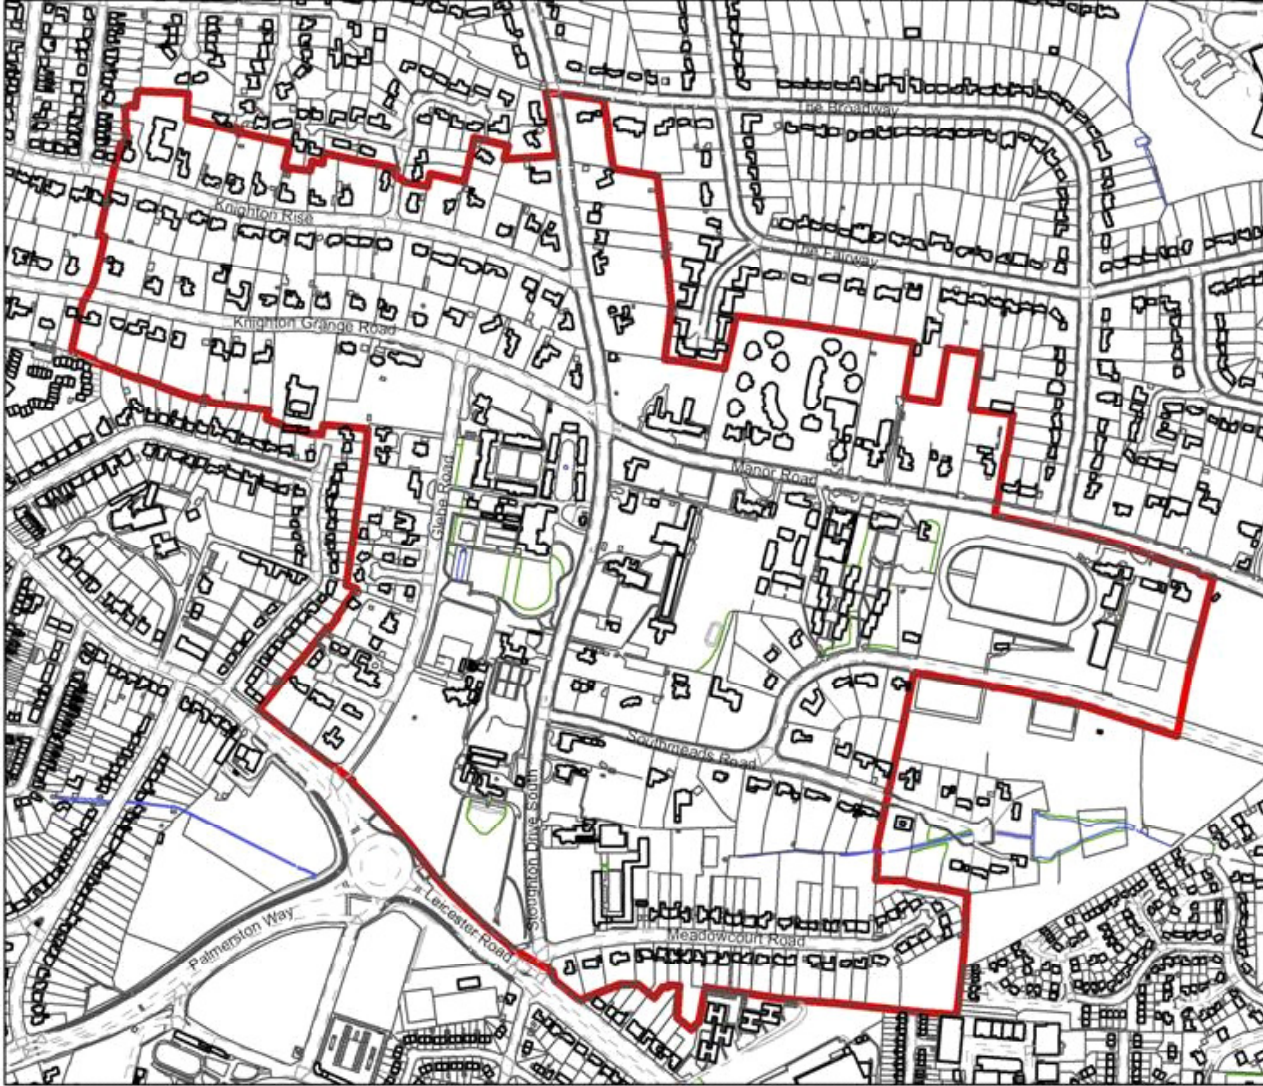 The Broadway
Knighton Rise
The Fairway
Knighton Grange Road
Manor Road
Glebe Road
Southmeads Road
Stoughton Drive South
Leicester Road
Palmerston Way
Meadowcourt Road